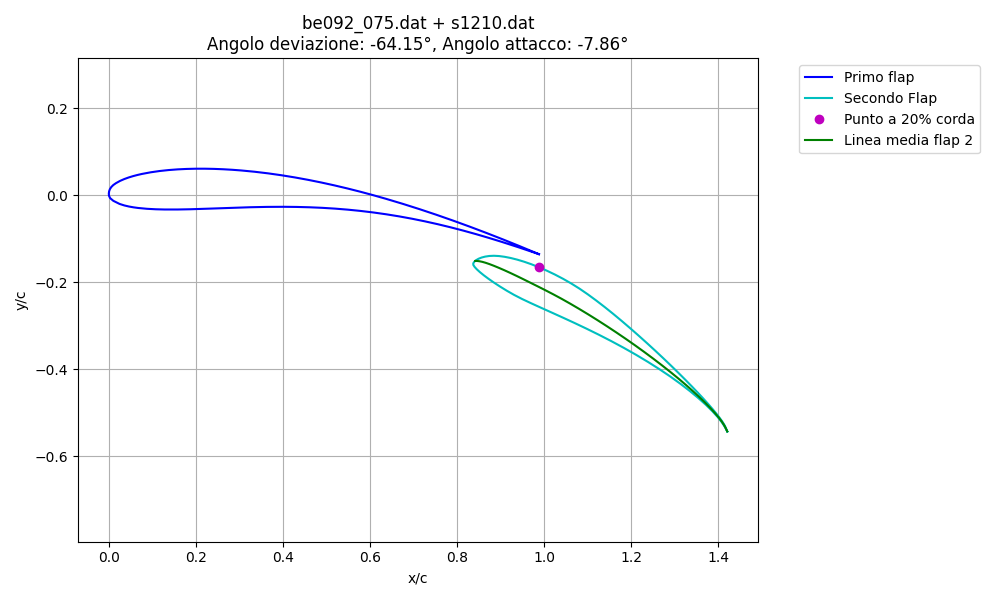 be092_075.dat + s1210.dat
Angolo deviazione: -64.15°, Angolo attacco: -7.86°
Primo flap
Secondo Flap
Punto a 20% corda
Linea media flap 2
y/c
0.2
0.0
−0.2
−0.4
−0.6
0.0 0.2 0.4 0.6 0.8 1.0 1.2 1.4
x/c